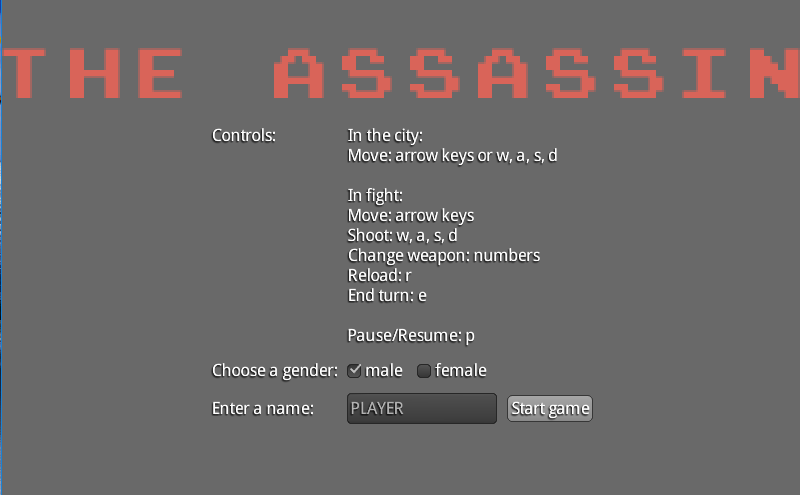 THE ASSASSIN
Controls:
In the city:
Move: arrow keys or w, a, s, d
In fight:
Move: arrow keys
Shoot: w, a, s, d
Change weapon: numbers
Reload: r
End turn: e
Pause/Resume: p
Choose a gender: male female
Enter a name: PLAYER Start game